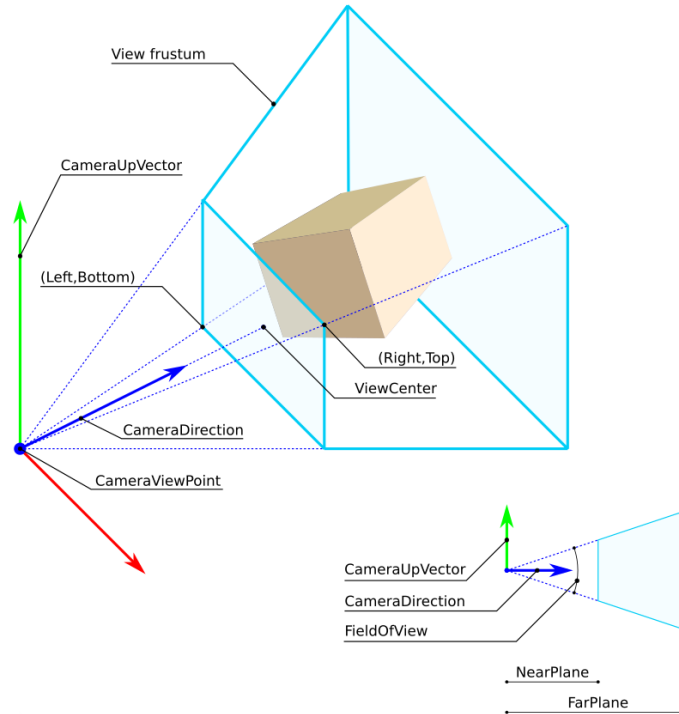 View frustum
CameraUpVector
(Left,Bottom)
(Right,Top)
ViewCenter
CameraDirection
CameraViewPoint
CameraUpVector
CameraDirection
FieldOfView
NearPlane
FarPlane